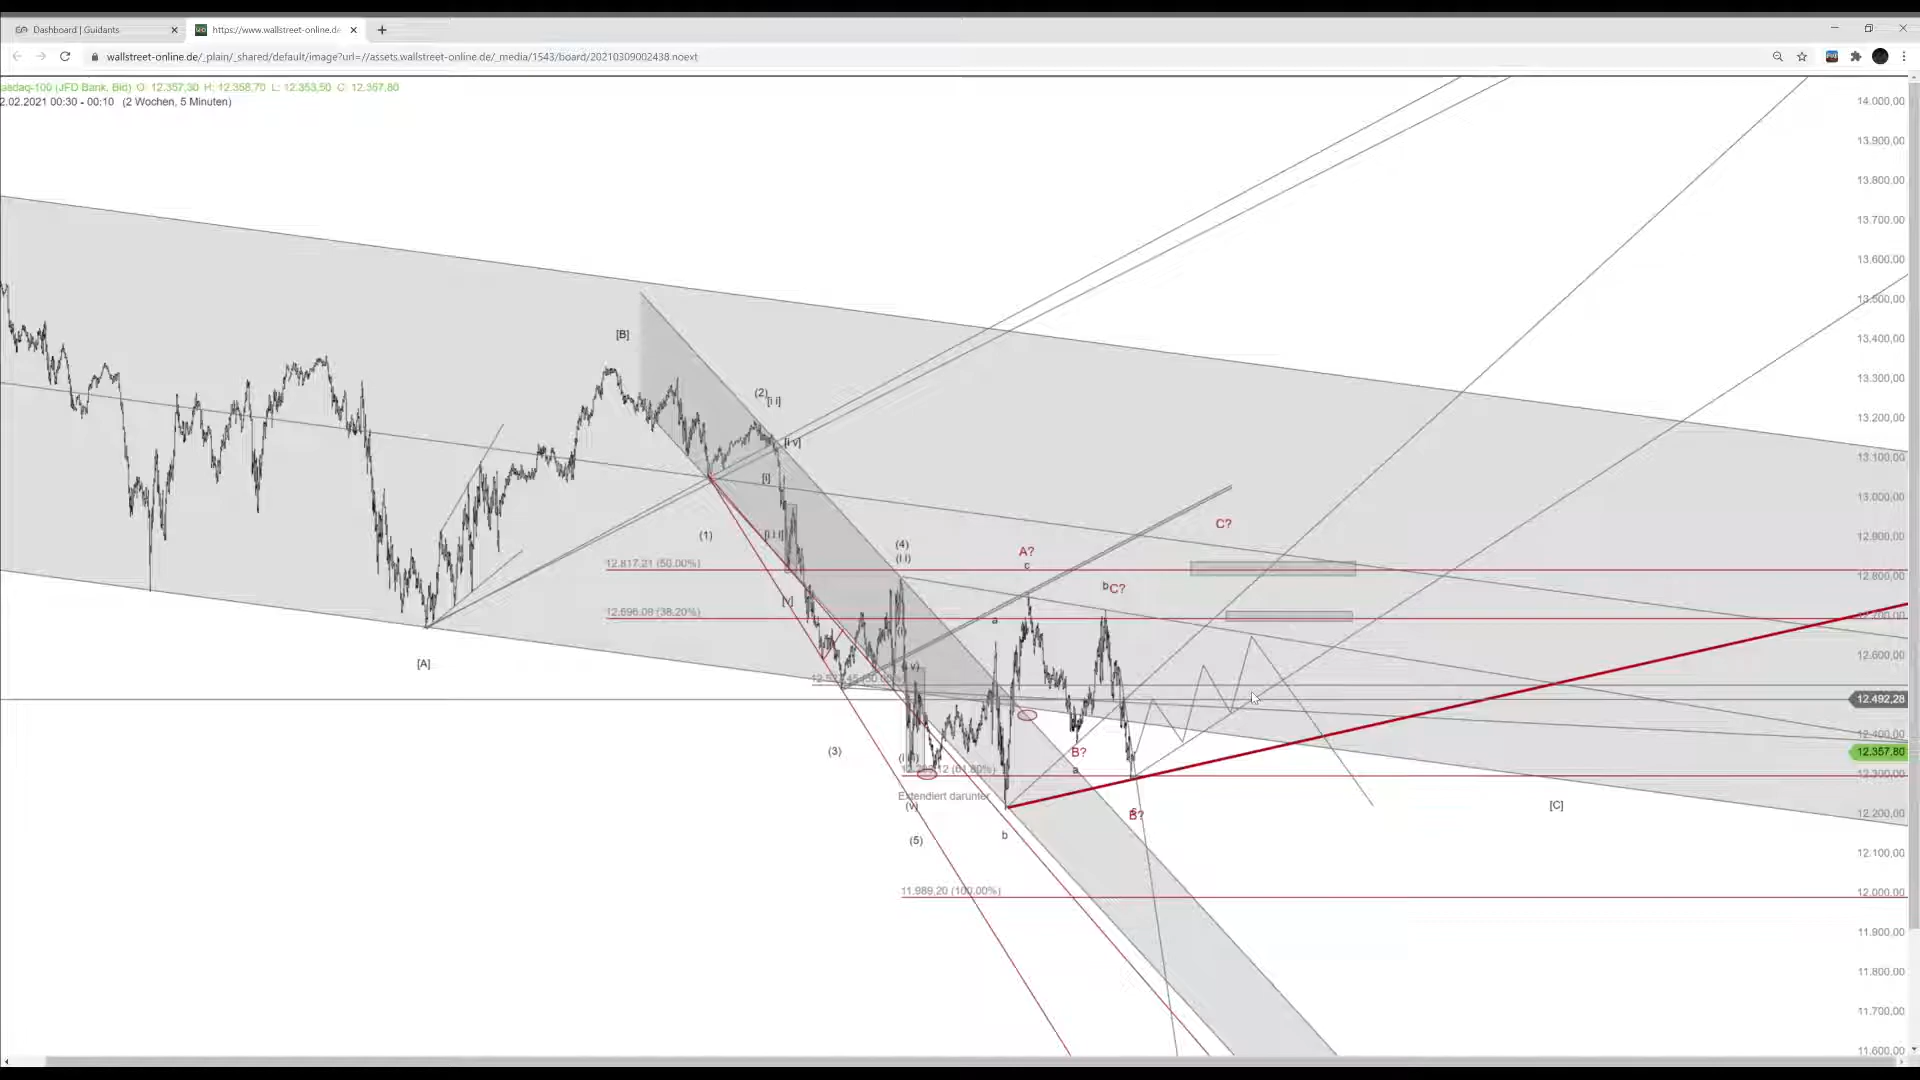 Dashboard | Guidants
https://www.wallstreet-online.de
wallstreet-online.de/_plain/_shared/default/image?url=//assets.wallstreet-online.de/_media/1543/board/20210309002438.noext
asdaq-100 (JFD Bank, Bid) O: 12.357,30 H: 12.358,70 L: 12.353,50 C: 12.357,80
2.02.2021 00:30 - 00:10 (2 Wochen, 5 Minuten)
14.000,00
13.900,00
13.800,00
13.700,00
13.600,00
13.500,00
13.400,00
13.300,00
13.200,00
13.100,00
13.000,00
12.900,00
12.800,00
12.700,00
12.600,00
12.492,28
12.400,00
12.357,80
12.300,00
12.200,00
12.100,00
12.000,00
11.900,00
11.800,00
11.700,00
11.600,00
[B]
(2)
[i i]
[i v]
[i]
C?
(1)
[i i i]
(4)
(i i)
A?
c
12.817,21 (50.00%)
b
C?
[v]
12.696,09 (38.20%)
a
[A]
(3)
B?
a
(61.80%)
Extendiert darunter
(v)
[C]
B?
b
(5)
11.989,20 (100.00%)